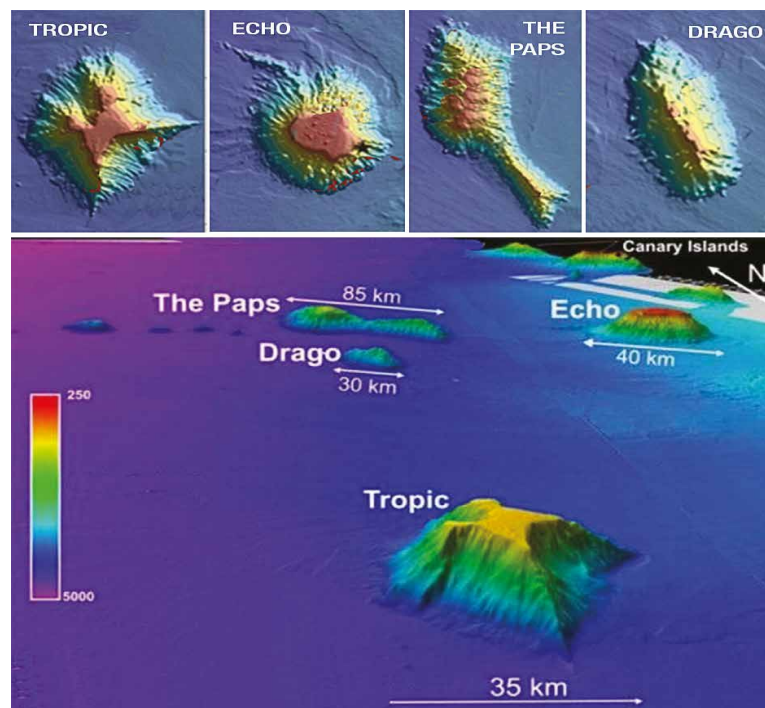 TROPIC
ECHO
THE
PAPS
DRAGO
Canary Islands
N
The Paps
85 km
Echo
40 km
Drago
30 km
250
5000
Tropic
35 km